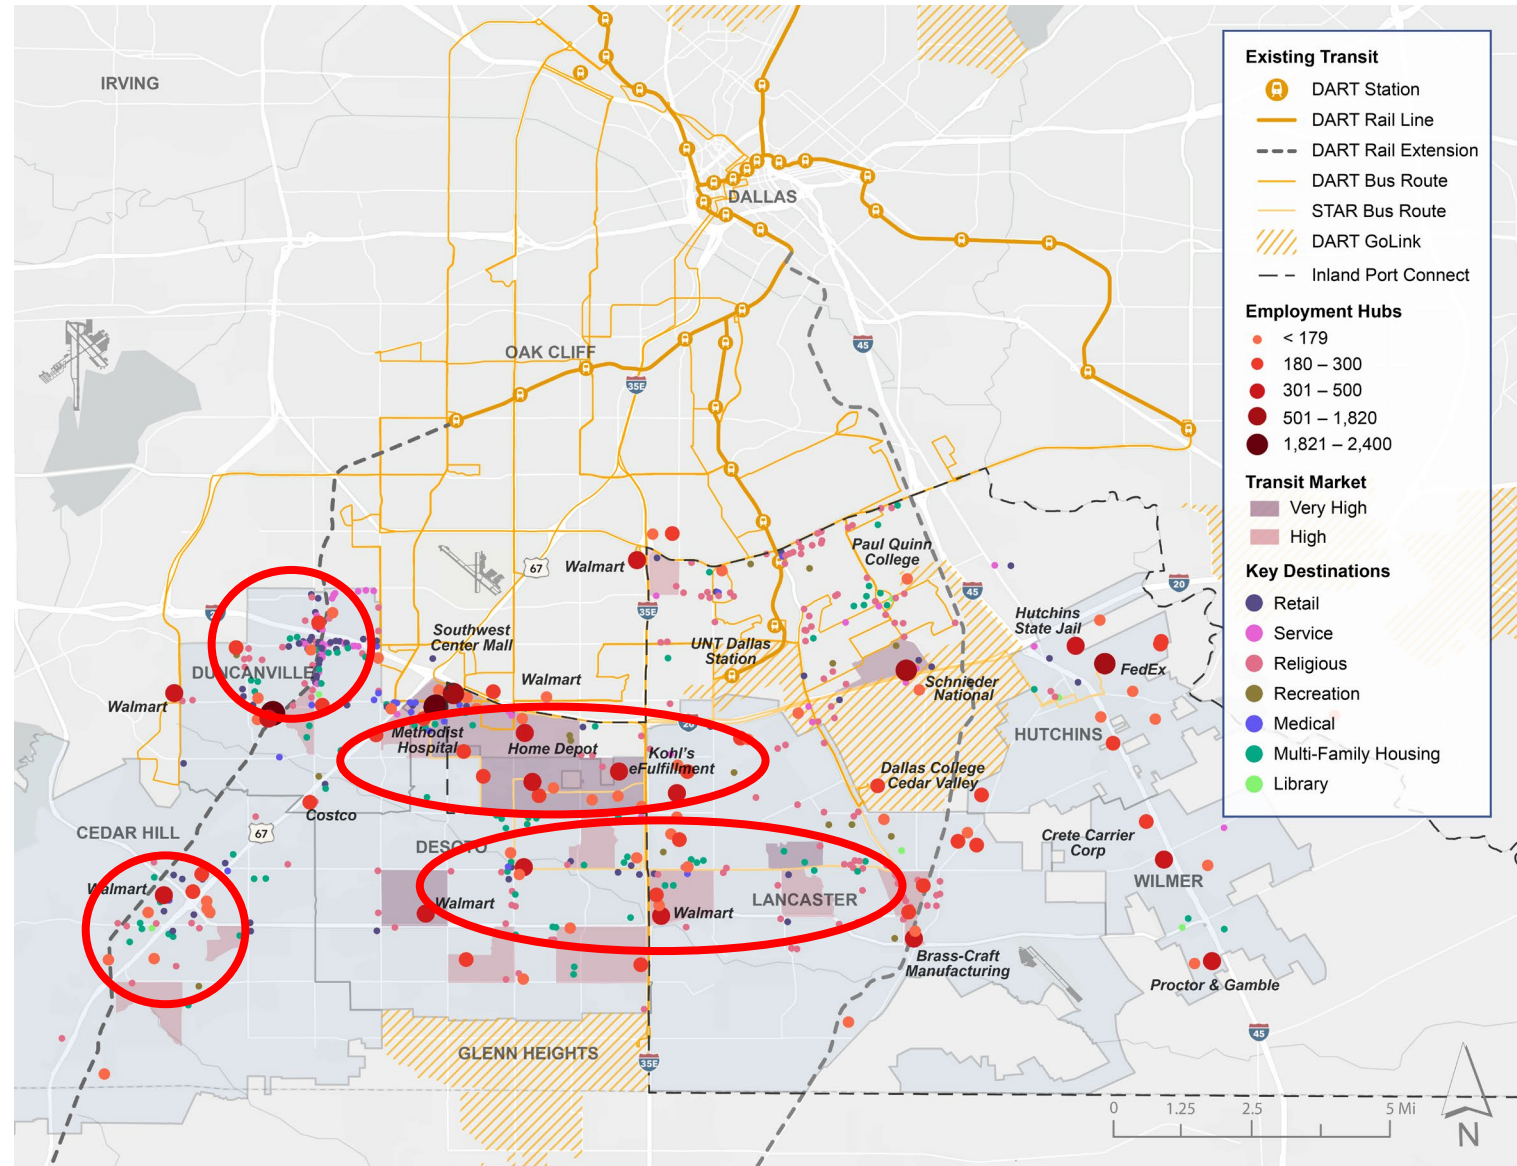 IRVING
DALLAS
OAK CLIFF
35E
45
67
Walmart
35E
Paul Quinn
College
45
20
Hutchins
State Jail
FedEx
UNT Dallas
Station
Schnieder
National
Southwest
Center Mall
Walmart
DUNCANVILLE
Walmart
Methodist
Hospital
Home Depot
Kohl's
eFulfillment
20
HUTCHINS
Dallas College
Cedar Valley
Costco
CEDAR HILL
67
DESOTO
Crete Carrier
Corp
WILMER
Walmart
Walmart
Walmart
LANCASTER
Brass-Craft
Manufacturing
Proctor & Gamble
45
GLENN HEIGHTS
35E
Existing Transit
DART Station
DART Rail Line
DART Rail Extension
DART Bus Route
STAR Bus Route
DART GoLink
Inland Port Connect
Employment Hubs
< 179
180 – 300
301 – 500
501 – 1,820
1,821 – 2,400
Transit Market
Very High
High
Key Destinations
Retail
Service
Religious
Recreation
Medical
Multi-Family Housing
Library
0 1.25 2.5 5 Mi
N